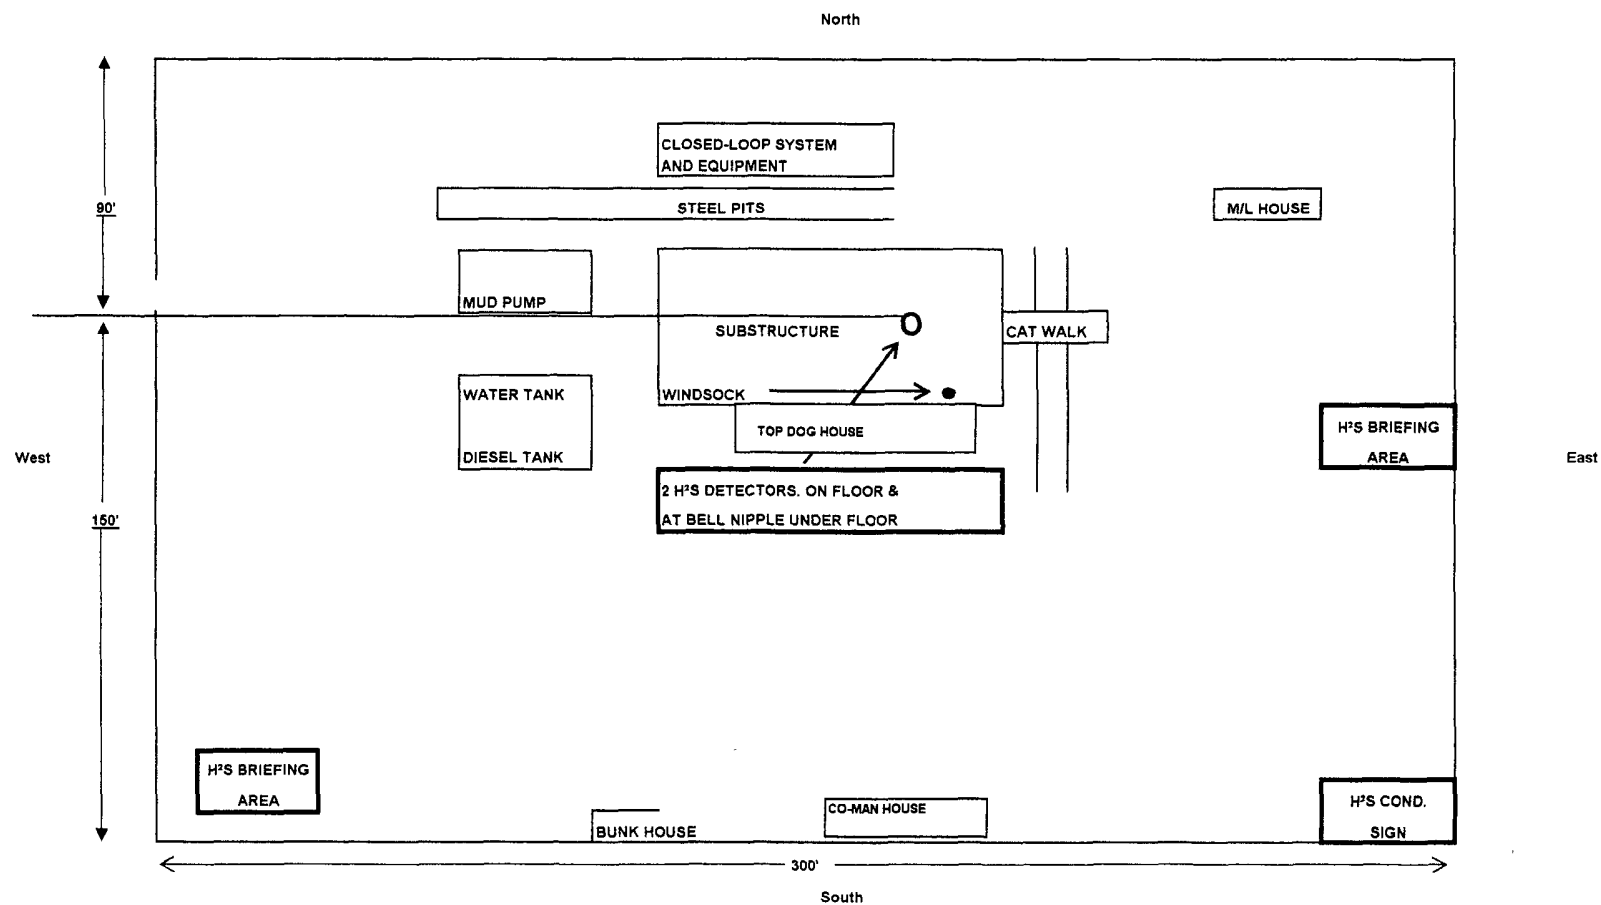 North
CLOSED-LOOP SYSTEM
AND EQUIPMENT
90'
STEEL PITS
M/L HOUSE
MUD PUMP
SUBSTRUCTURE
CAT WALK
WATER TANK
WINDSOCK
TOP DOG HOUSE
H²S BRIEFING
AREA
West
DIESEL TANK
East
2 H²S DETECTORS. ON FLOOR &
AT BELL NIPPLE UNDER FLOOR
150'
H²S BRIEFING
AREA
CO-MAN HOUSE
H²S COND.
SIGN
BUNK HOUSE
300'
South